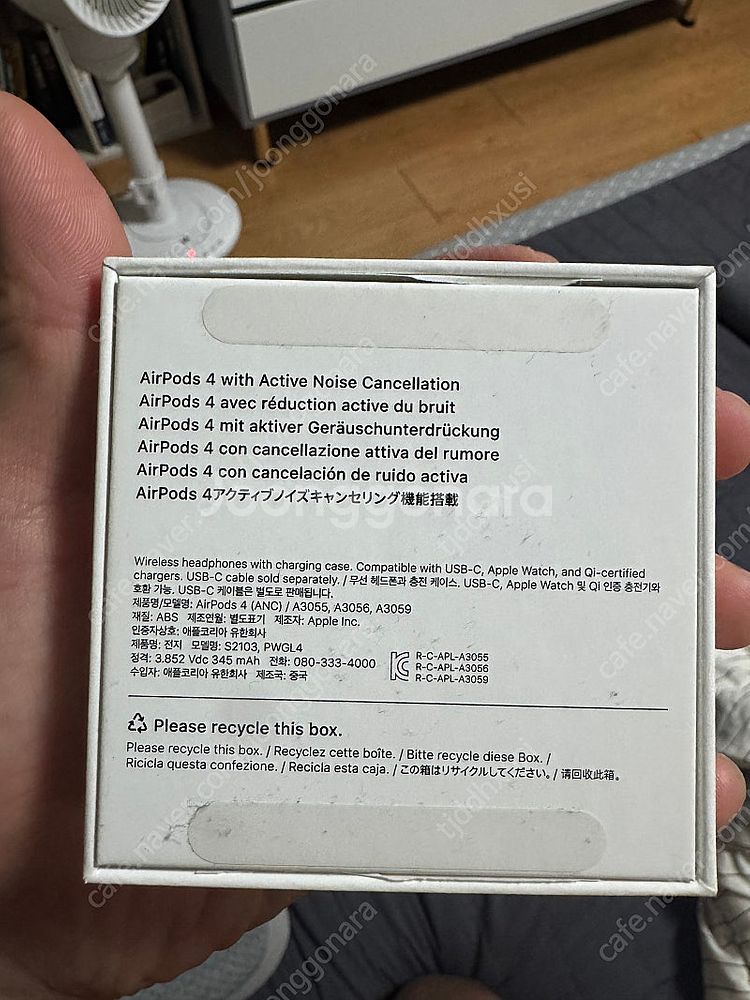 AirPods 4 with Active Noise Cancellation
AirPods 4 avec réduction active du bruit
AirPods 4 mit aktiver Geräuschunterdrückung
AirPods 4 con cancellazione attiva del rumore
AirPods 4 con cancelación de ruido activa
AirPods 4アクティブノイズキャンセリング機能搭載
joonggonara
Wireless headphones with charging case. Compatible with USB-C, Apple Watch, and Qi-certified
chargers. USB-C cable sold separately. / 무선 헤드폰과 충전 케이스. USB-C, Apple Watch 및 Qi 인증 충전기와
호환 가능. USB-C 케이블은 별도로 판매됩니다.
제품명/모델명: AirPods 4 (ANC) / A3055, A3056, A3059
재질: ABS 제조연월: 별도표기 제조자: Apple Inc.
인증자상호: 애플코리아 유한회사
제품명: 전지 모델명: S2103, PWGL4
정격: 3.852 Vdc 345 mAh 전화: 080-333-4000
수입자: 애플코리아 유한회사 제조국: 중국
R-C-APL-A3055
R-C-APL-A3056
R-C-APL-A3059
Please recycle this box.
Please recycle this box. / Recyclez cette boîte. / Bitte recycle diese Box. /
Ricicla questa confezione. / Recicla esta caja. / この箱はリサイクルしてください。/ 请回收此箱。
cafe.naver.com/joonggonara
tjddhxusi